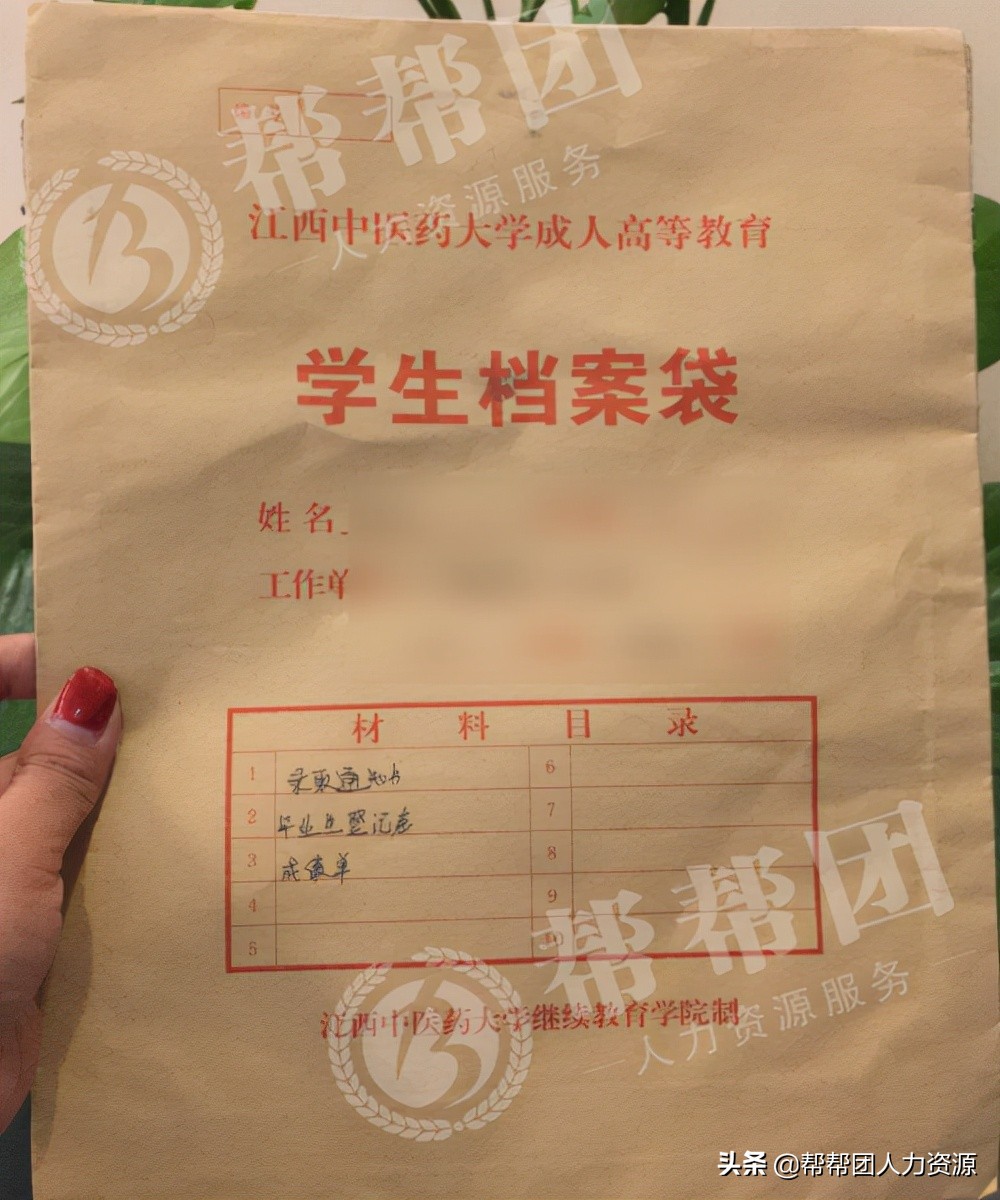 帮帮团
人力资源服务
江西中医药大学成人高等教育
学生档案袋
姓名
工作单
材料目录
1 录取通知书 6
2 毕业生登记表 7
3 成绩单 8
4 9
5 10
帮帮团
人力资源服务
江西中医药大学继续教育学院制
头条 @帮帮团人力资源